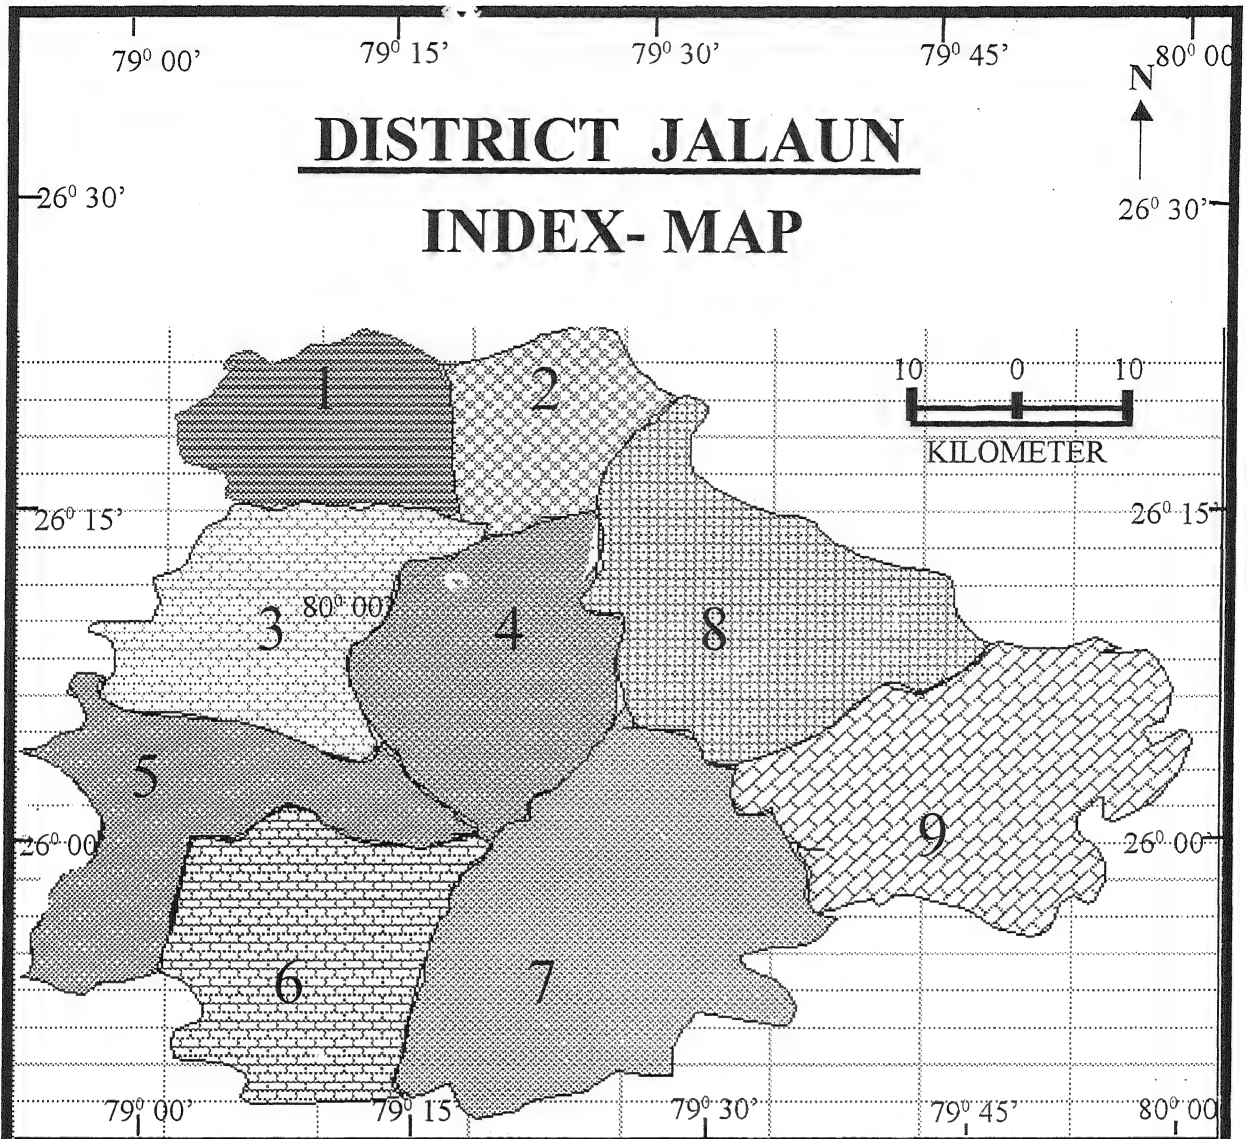 79⁰ 00' 79⁰ 15' 79⁰ 30' 79⁰ 45' 80⁰ 00
N
DISTRICT JALAUN
26⁰ 30' 26⁰ 30'
INDEX- MAP
1 2
10 0 10
KILOMETER
26⁰ 15' 26⁰ 15'
3 80⁰ 00' 4 8
5
26⁰ 00 9 26⁰ 00'
6 7
79⁰ 00' 79⁰ 15' 79⁰ 30' 79⁰ 45' 80⁰ 00